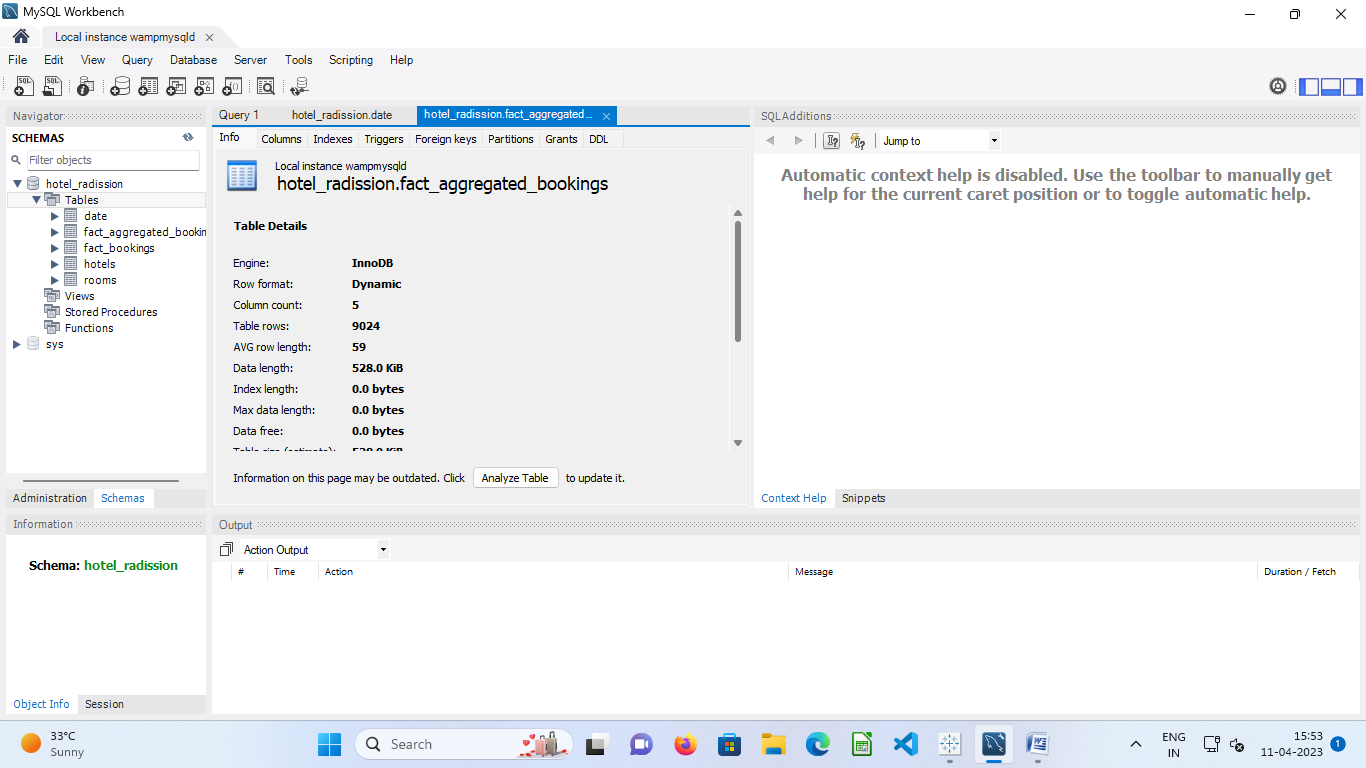 MySQL Workbench
Local instance wampmysqld
File Edit View Query Database Server Tools Scripting Help
Navigator
SCHEMAS
Filter objects
hotel_radission
Tables
date
fact_aggregated_bookin
fact_bookings
hotels
rooms
Views
Stored Procedures
Functions
sys
Administration Schemas
Information
Schema: hotel_radission
Object Info Session
Query 1 hotel_radission.date hotel_radission.fact_aggregated...
Info Columns Indexes Triggers Foreign keys Partitions Grants DDL
Local instance wampmysqld
hotel_radission.fact_aggregated_bookings
Table Details
Engine: InnoDB
Row format: Dynamic
Column count: 5
Table rows: 9024
AVG row length: 59
Data length: 528.0 KiB
Index length: 0.0 bytes
Max data length: 0.0 bytes
Data free: 0.0 bytes
Table size (estimate): 528.0 KiB
Information on this page may be outdated. Click Analyze Table to update it.
SQLAdditions
Jump to
Automatic context help is disabled. Use the toolbar to manually get
help for the current caret position or to toggle automatic help.
Context Help Snippets
Output
Action Output
# Time Action Message Duration / Fetch
33°C
Sunny
Search
ENG
IN
15:53
11-04-2023
1